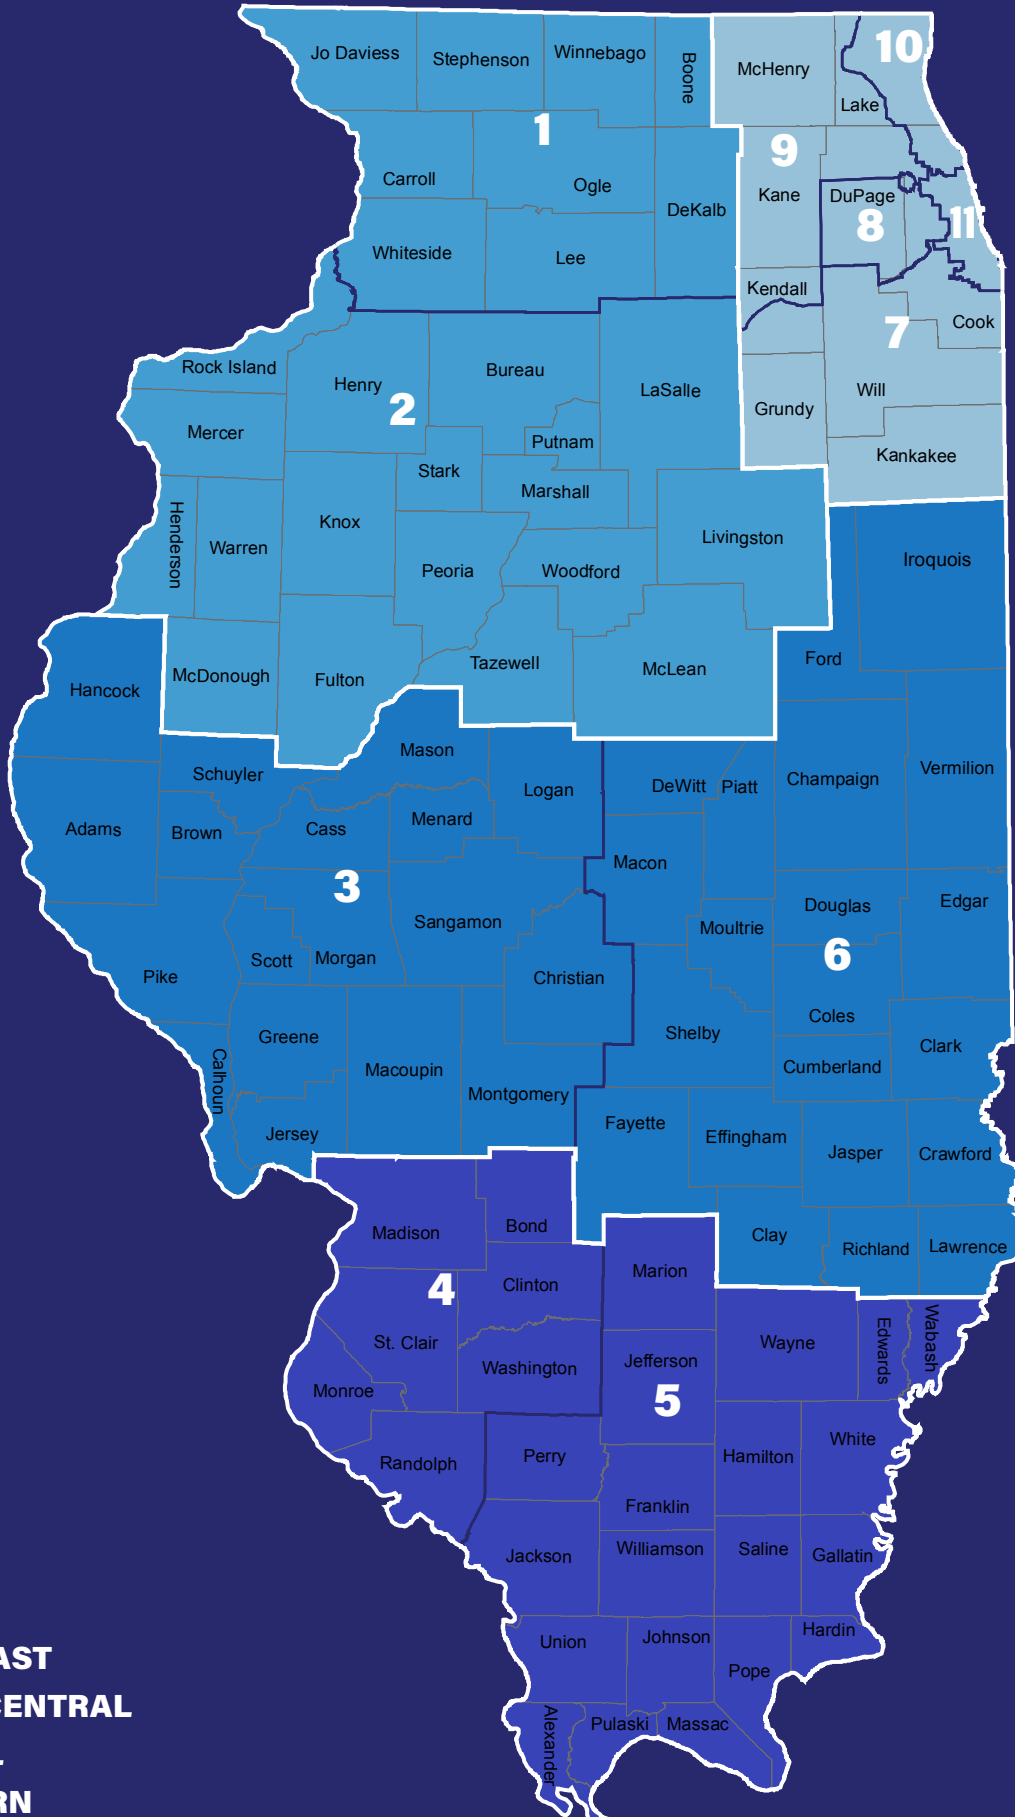 10
Jo Daviess
Stephenson
Winnebago
Boone
McHenry
Lake
1
9
Carroll
Ogle
Kane
DuPage
DeKalb
8
11
Whiteside
Lee
Kendall
Cook
7
Rock Island
Henry
Bureau
LaSalle
Will
2
Grundy
Mercer
Putnam
Kankakee
Stark
Marshall
Henderson
Knox
Livingston
Warren
Peoria
Woodford
Iroquois
Ford
McDonough
Fulton
Tazewell
McLean
Hancock
Mason
Schuyler
Logan
DeWitt
Piatt
Champaign
Vermilion
Adams
Brown
Cass
Menard
Macon
3
Douglas
Edgar
Sangamon
Moultrie
Scott
Morgan
6
Pike
Christian
Coles
Greene
Shelby
Clark
Calhoun
Macoupin
Cumberland
Montgomery
Jersey
Fayette
Effingham
Jasper
Crawford
Madison
Bond
Clay
Richland
Lawrence
Marion
4
Clinton
St. Clair
Wayne
Edwards
Wabash
Washington
Jefferson
Monroe
5
White
Randolph
Perry
Hamilton
Franklin
Jackson
Williamson
Saline
Gallatin
Union
Johnson
Hardin
AST
Pope
CENTRAL
Alexander
Pulaski
Massac
RN